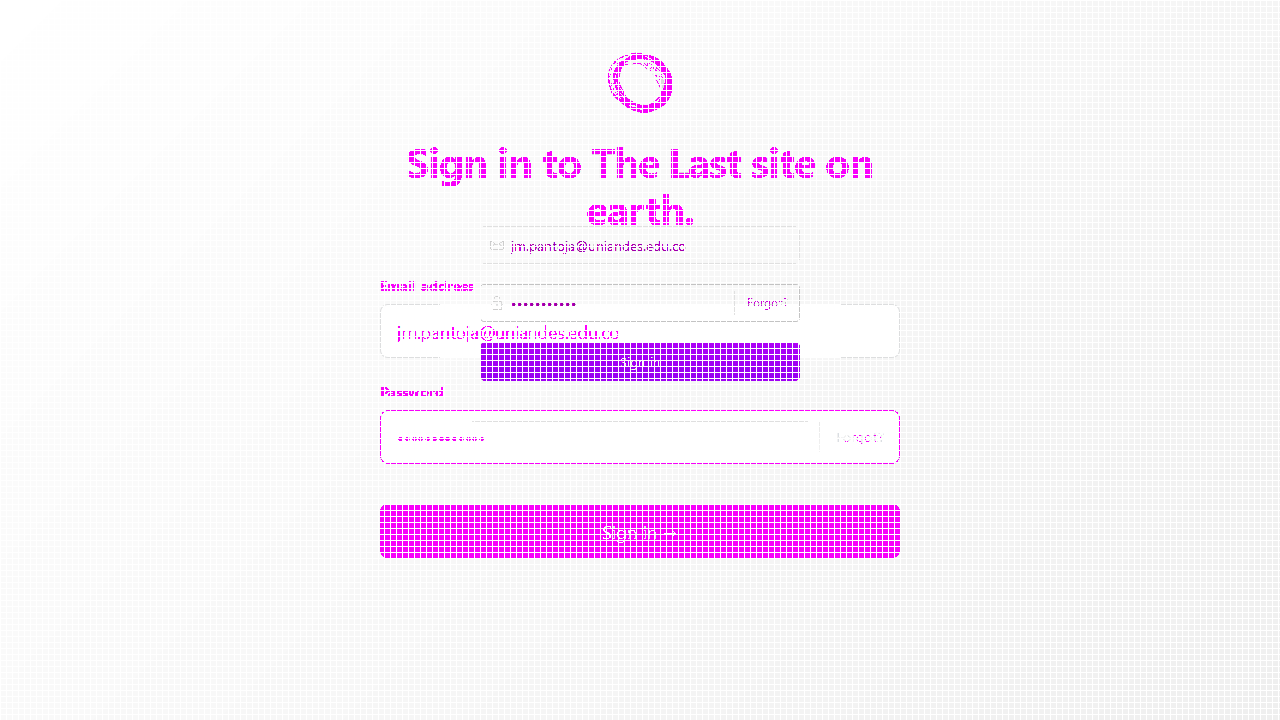 Sign in to The Last site on
earth.
jm.pantoja@uniandes.edu.co
Email address
•••••••••••
Forgot?
jm.pantoja@uniandes.edu.co
Sign in
Password
••••••••••••
Forgot?
Sign in →